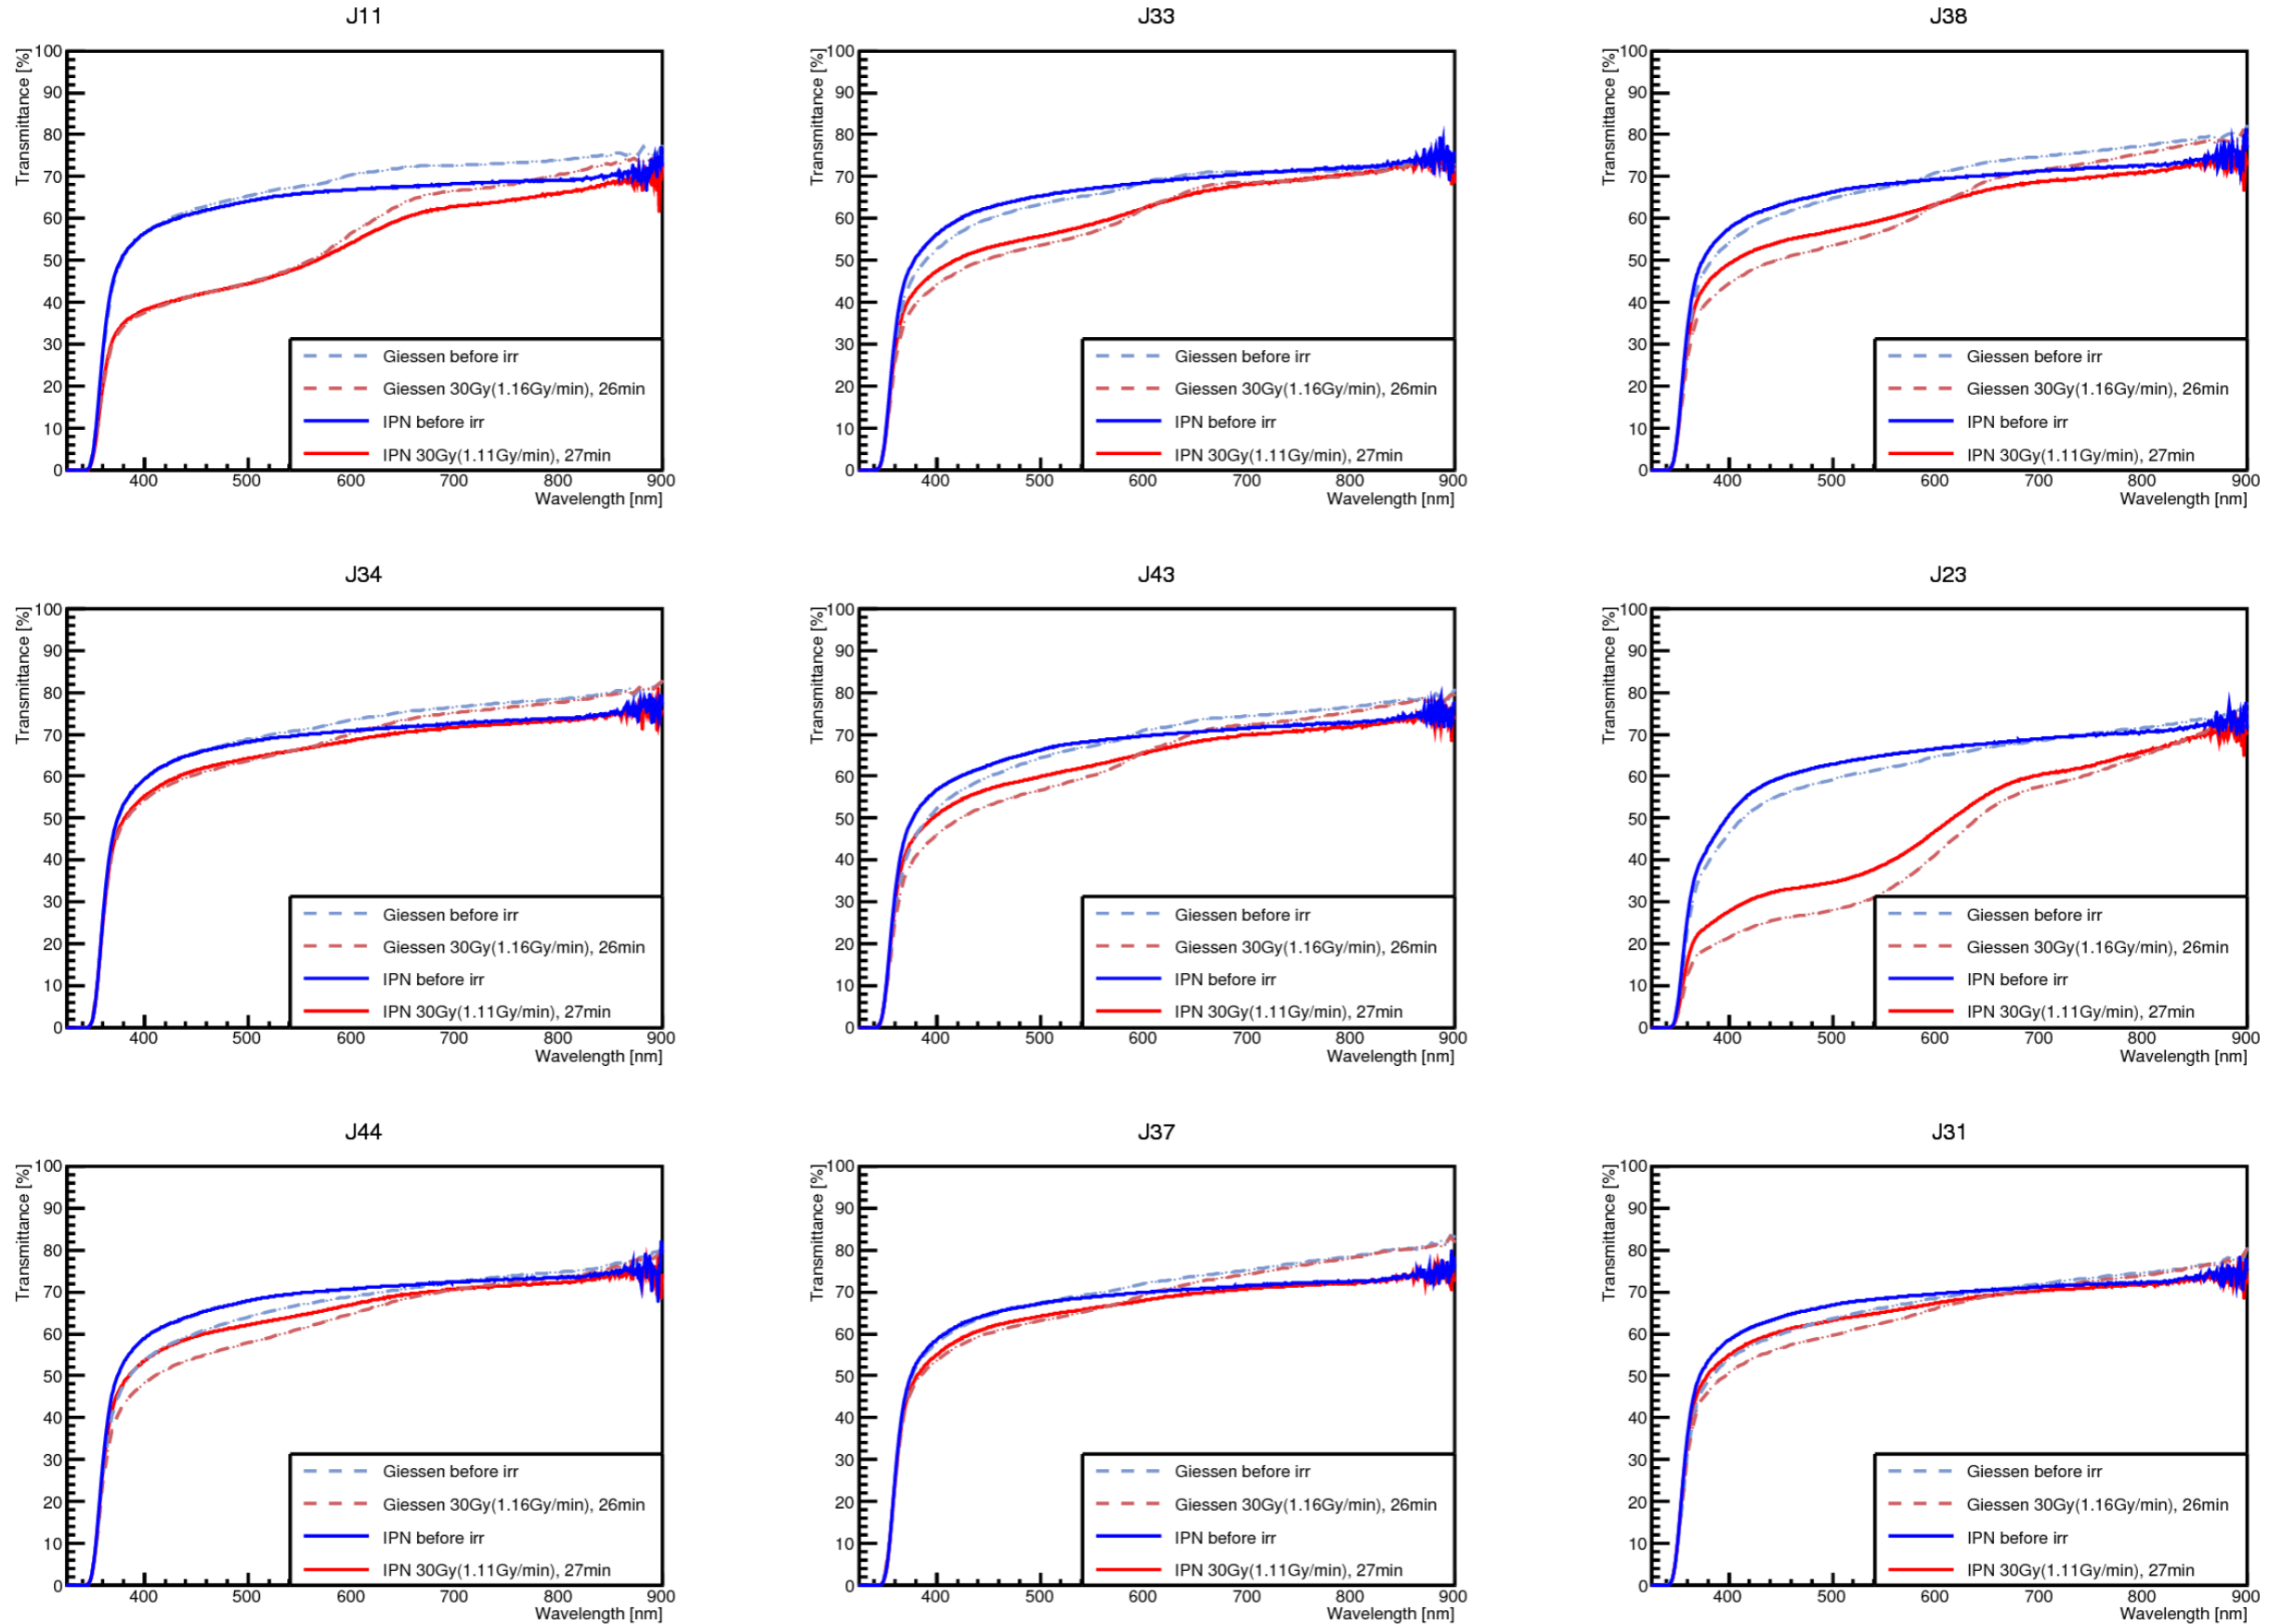 J11
Transmittance [%]
100
90
80
70
60
50
40
30
20
10
0
Giessen before irr
Giessen 30Gy(1.16Gy/min), 26min
IPN before irr
IPN 30Gy(1.11Gy/min), 27min
400 500 600 700 800 900
Wavelength [nm]
J33
Transmittance [%]
100
90
80
70
60
50
40
30
20
10
0
Giessen before irr
Giessen 30Gy(1.16Gy/min), 26min
IPN before irr
IPN 30Gy(1.11Gy/min), 27min
400 500 600 700 800 900
Wavelength [nm]
J38
Transmittance [%]
100
90
80
70
60
50
40
30
20
10
0
Giessen before irr
Giessen 30Gy(1.16Gy/min), 26min
IPN before irr
IPN 30Gy(1.11Gy/min), 27min
400 500 600 700 800 900
Wavelength [nm]
J34
Transmittance [%]
100
90
80
70
60
50
40
30
20
10
0
Giessen before irr
Giessen 30Gy(1.16Gy/min), 26min
IPN before irr
IPN 30Gy(1.11Gy/min), 27min
400 500 600 700 800 900
Wavelength [nm]
J43
Transmittance [%]
100
90
80
70
60
50
40
30
20
10
0
Giessen before irr
Giessen 30Gy(1.16Gy/min), 26min
IPN before irr
IPN 30Gy(1.11Gy/min), 27min
400 500 600 700 800 900
Wavelength [nm]
J23
Transmittance [%]
100
90
80
70
60
50
40
30
20
10
0
Giessen before irr
Giessen 30Gy(1.16Gy/min), 26min
IPN before irr
IPN 30Gy(1.11Gy/min), 27min
400 500 600 700 800 900
Wavelength [nm]
J44
Transmittance [%]
100
90
80
70
60
50
40
30
20
10
0
Giessen before irr
Giessen 30Gy(1.16Gy/min), 26min
IPN before irr
IPN 30Gy(1.11Gy/min), 27min
400 500 600 700 800 900
Wavelength [nm]
J37
Transmittance [%]
100
90
80
70
60
50
40
30
20
10
0
Giessen before irr
Giessen 30Gy(1.16Gy/min), 26min
IPN before irr
IPN 30Gy(1.11Gy/min), 27min
400 500 600 700 800 900
Wavelength [nm]
J31
Transmittance [%]
100
90
80
70
60
50
40
30
20
10
0
Giessen before irr
Giessen 30Gy(1.16Gy/min), 26min
IPN before irr
IPN 30Gy(1.11Gy/min), 27min
400 500 600 700 800 900
Wavelength [nm]